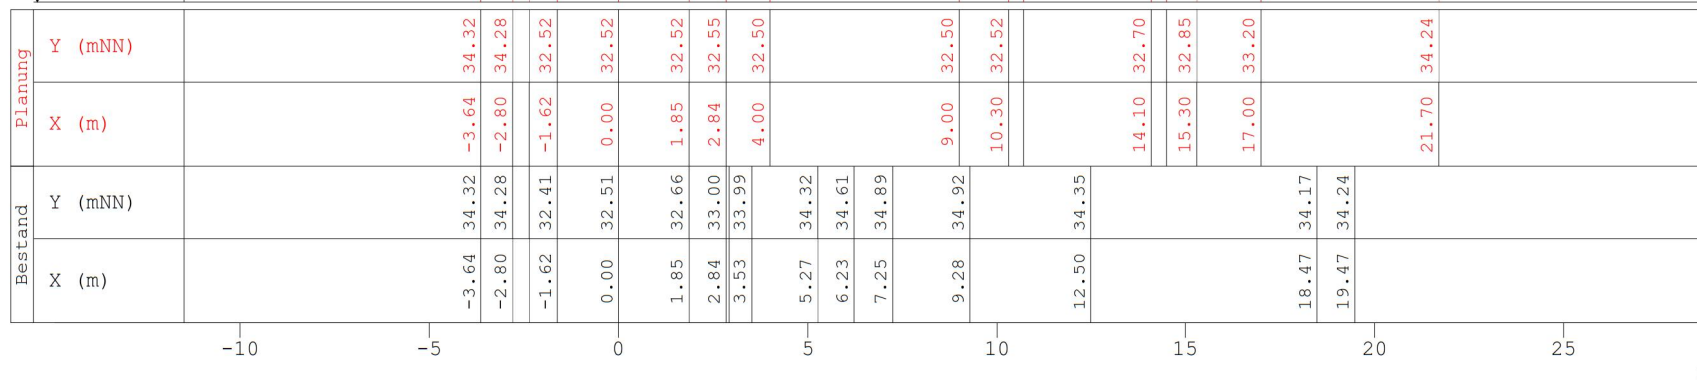 Planung
Y (mNN) 34.32 34.28 32.52 32.52 32.52 32.55 32.50 32.50 32.52 32.70 32.85 33.20 34.24
X (m) -3.64 -2.80 -1.62 0.00 1.85 2.84 4.00 9.00 10.30 14.10 15.30 17.00 21.70
Bestand
Y (mNN) 34.32 34.28 32.41 32.51 32.66 33.00 33.99 34.32 34.61 34.89 34.92 34.35 34.17 34.24
X (m) -3.64 -2.80 -1.62 0.00 1.85 2.84 3.53 5.27 6.23 7.25 9.28 12.50 18.47 19.47
-10 -5 0 5 10 15 20 25